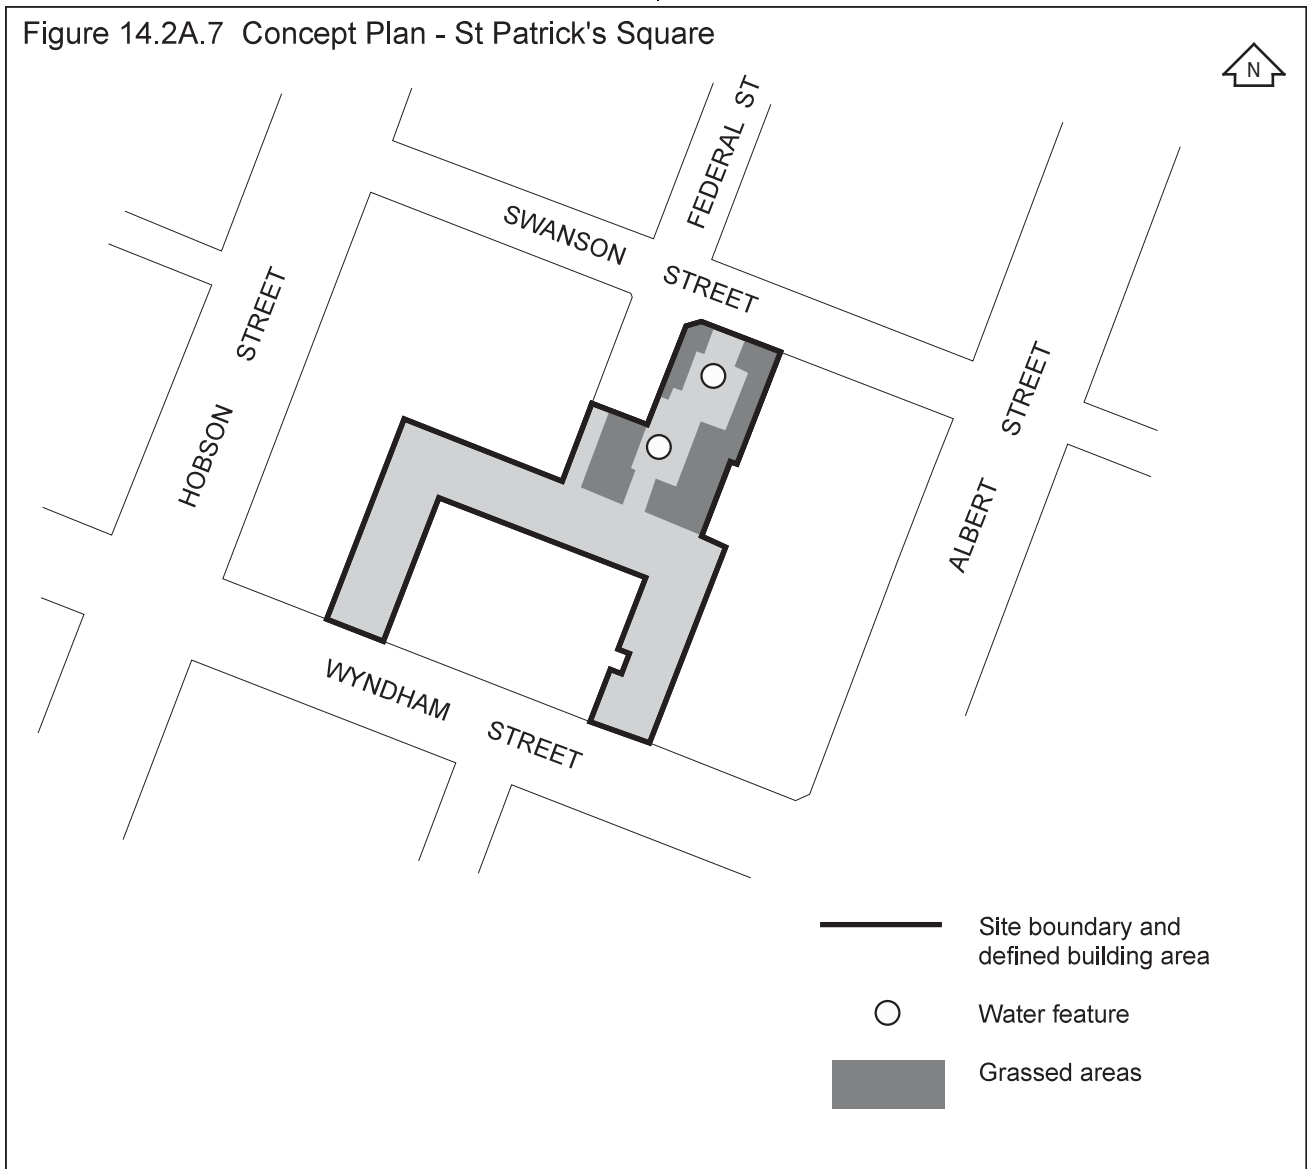 Figure 14.2A.7 Concept Plan - St Patrick's Square
N
FEDERAL ST
SWANSON STREET
HOBSON STREET
ALBERT STREET
WYNDHAM STREET
Site boundary and
defined building area
Water feature
Grassed areas